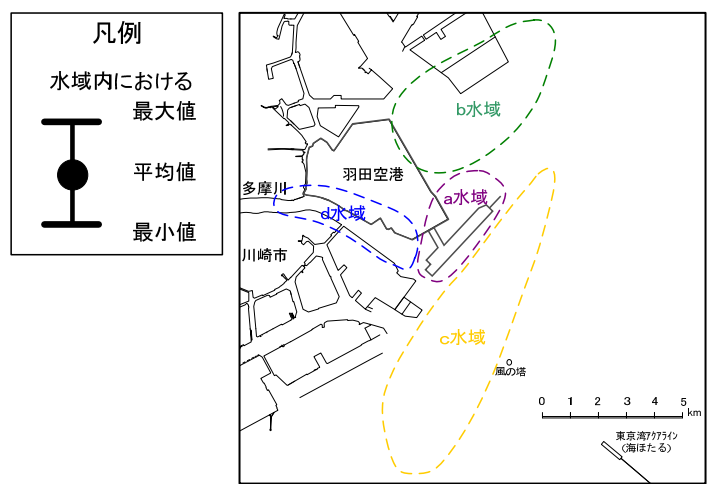 凡例
水域内における
最大値
平均値
最小値
b水域
羽田空港
多摩川
a水域
d水域
川崎市
c水域
風の塔
0 1 2 3 4 5
km
東京湾ｱｸｱﾗｲﾝ
(海ほたる)